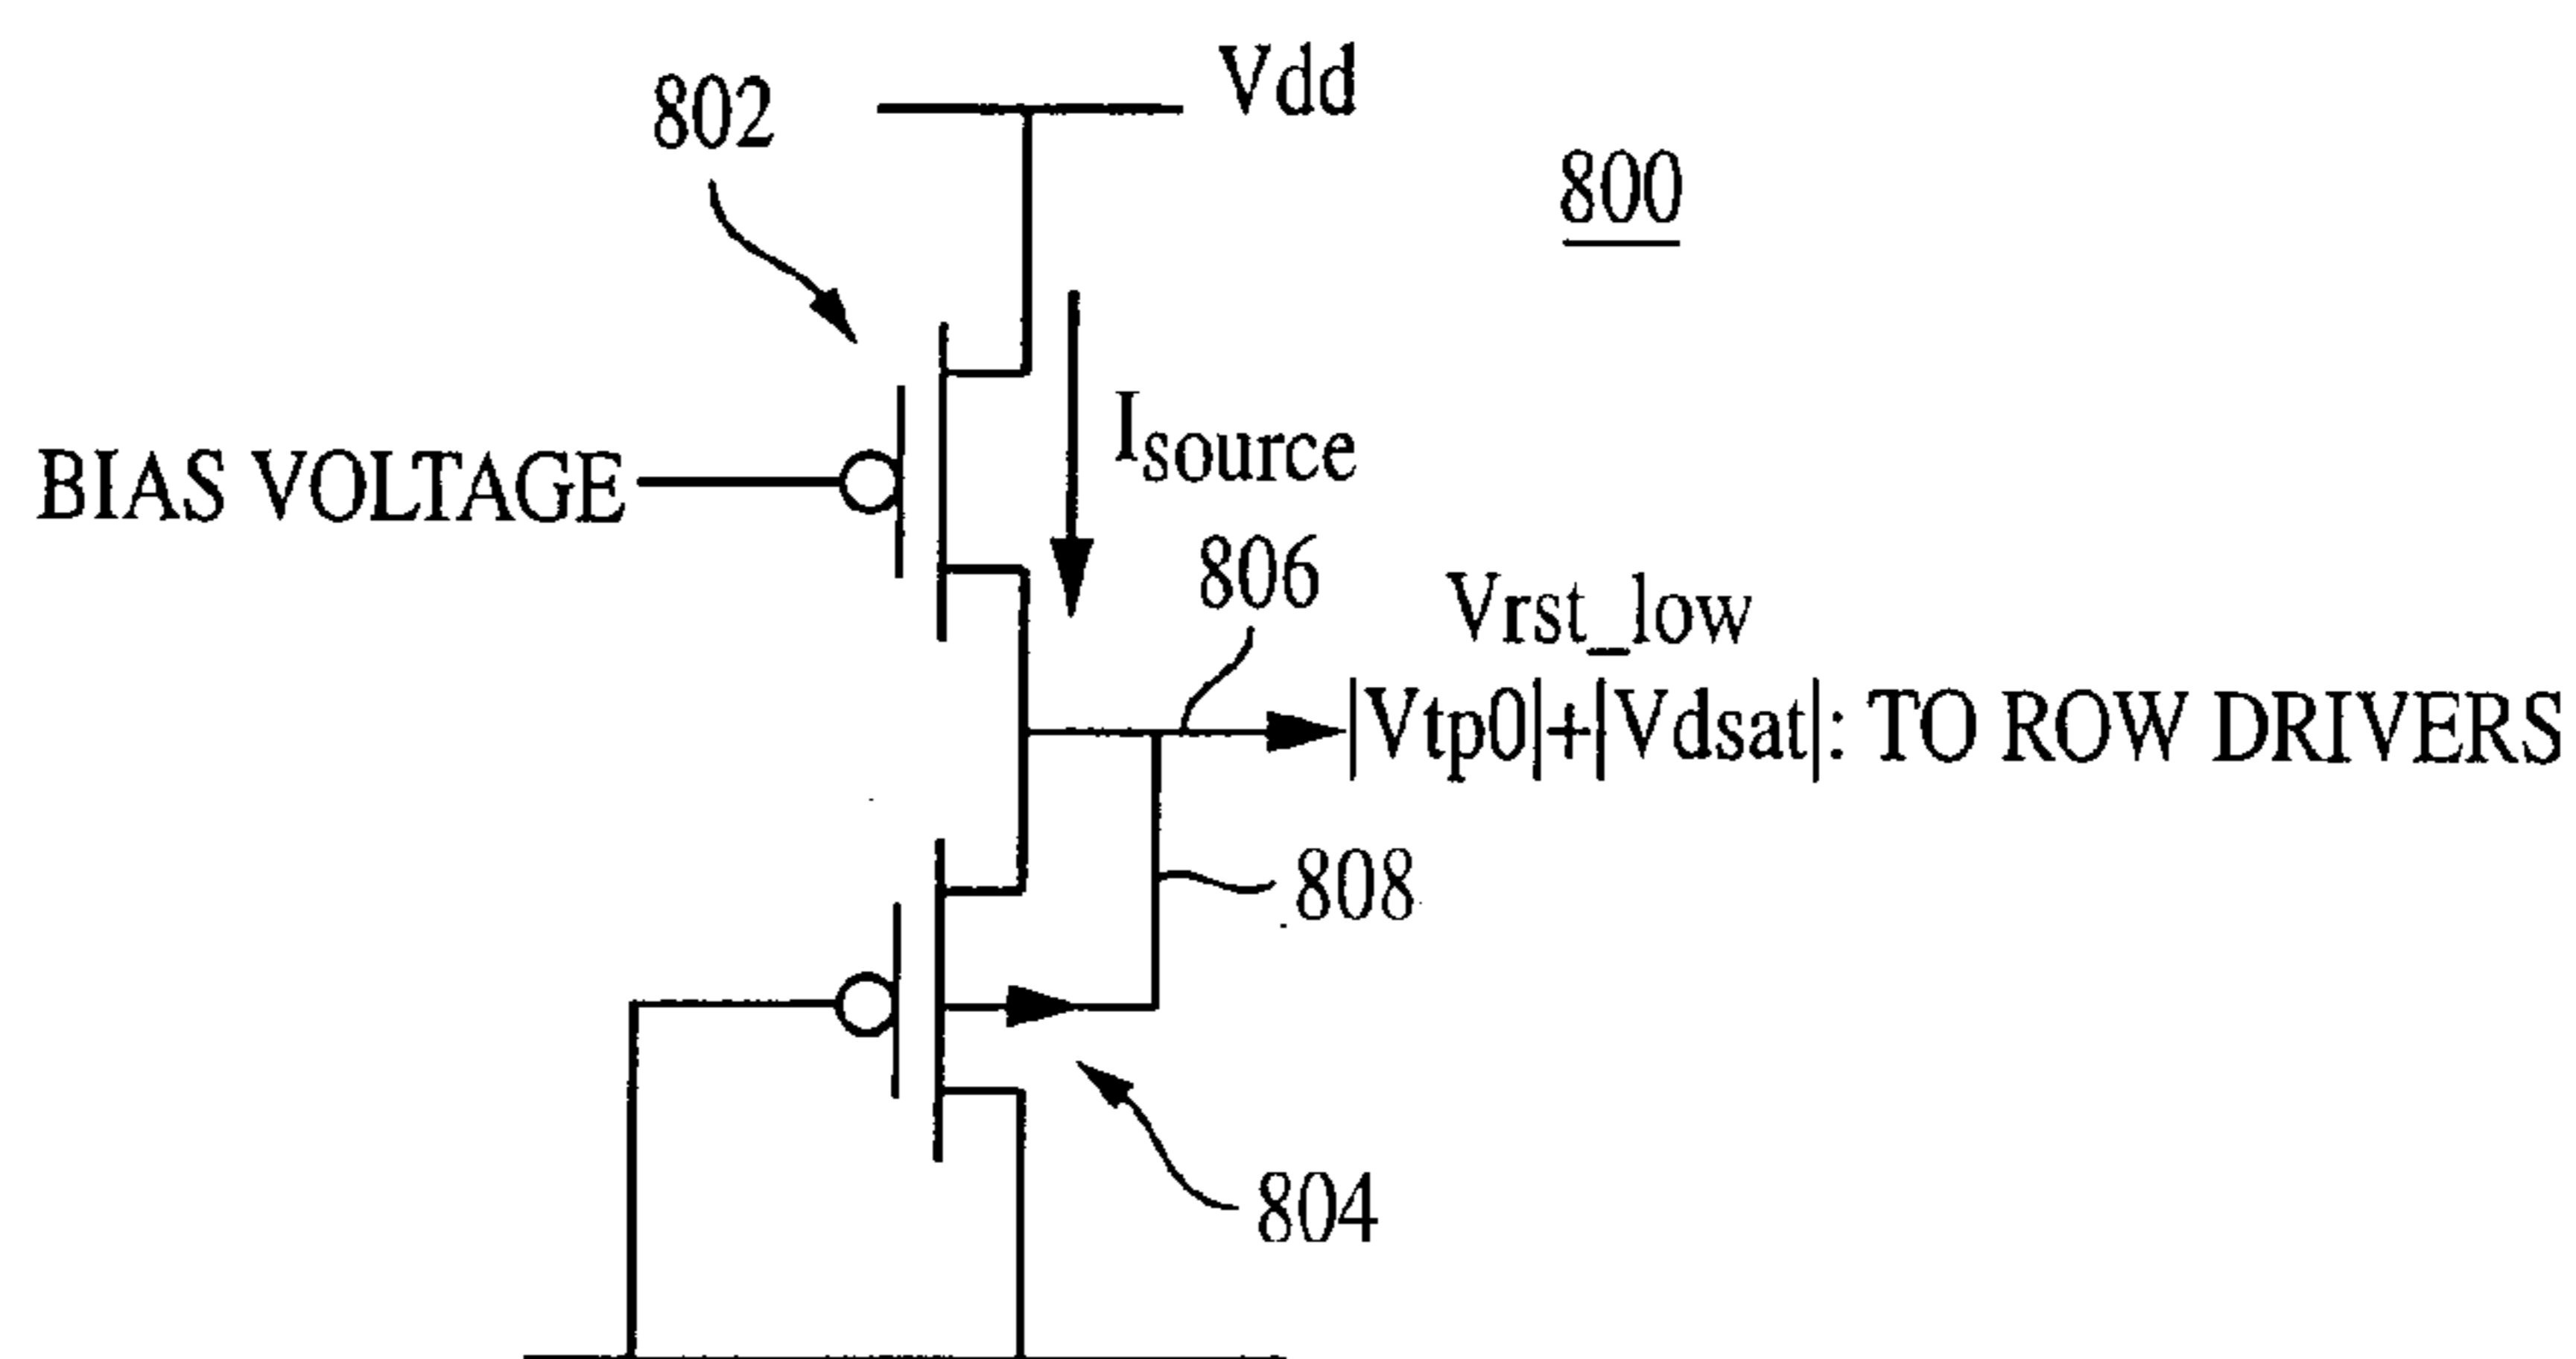 802
Vdd
800
BIAS VOLTAGE
Isource
806
Vrst_low
|Vtp0|+|Vdsat|: TO ROW DRIVERS
808
804